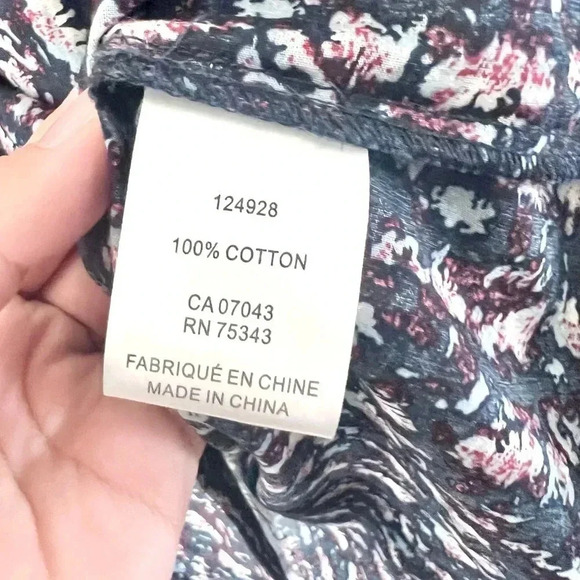 124928
100% COTTON
CA 07043
RN 75343
FABRIQUÉ EN CHINE
MADE IN CHINA